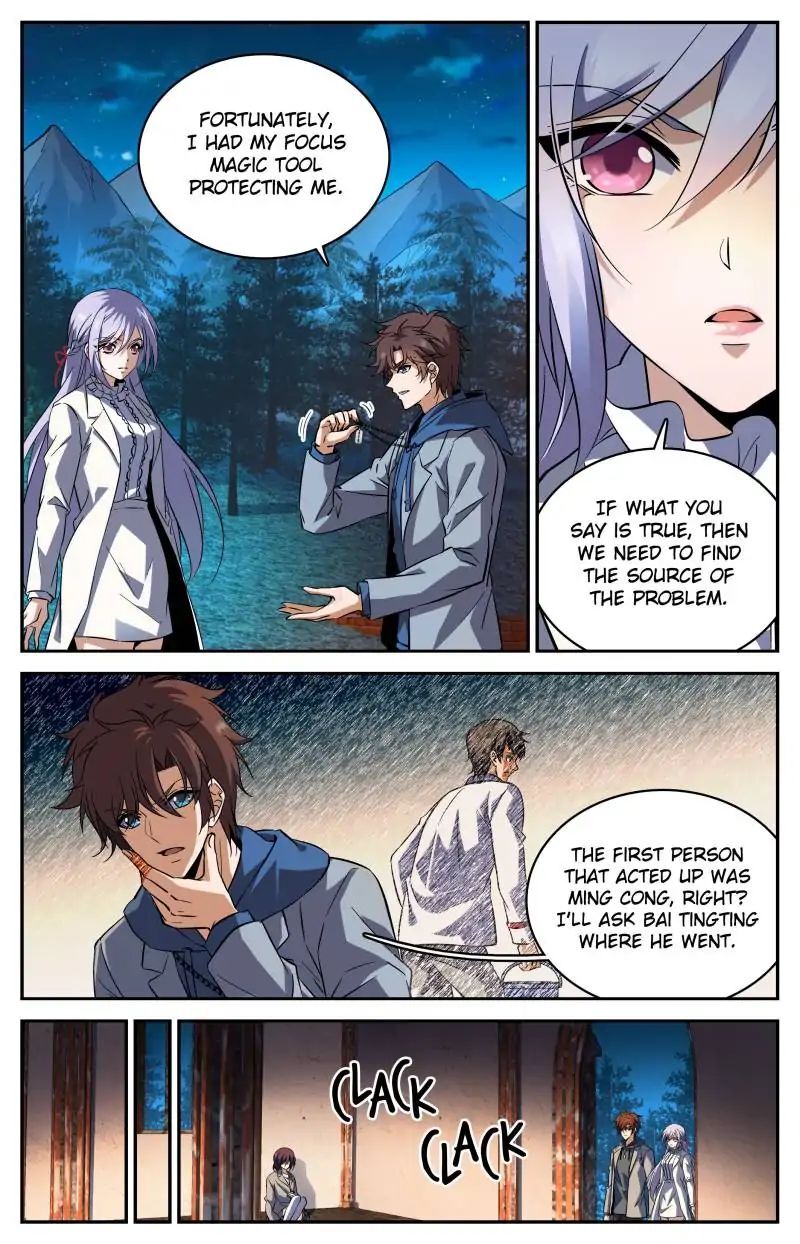 FORTUNATELY,
I HAD MY FOCUS
MAGIC TOOL
PROTECTING ME.
IF WHAT YOU
SAY IS TRUE, THEN
WE NEED TO FIND
THE SOURCE OF
THE PROBLEM.
THE FIRST PERSON
THAT ACTED UP WAS
MING CONG, RIGHT?
I'LL ASK BAI TINGTING
WHERE HE WENT.
CLACK
CLACK